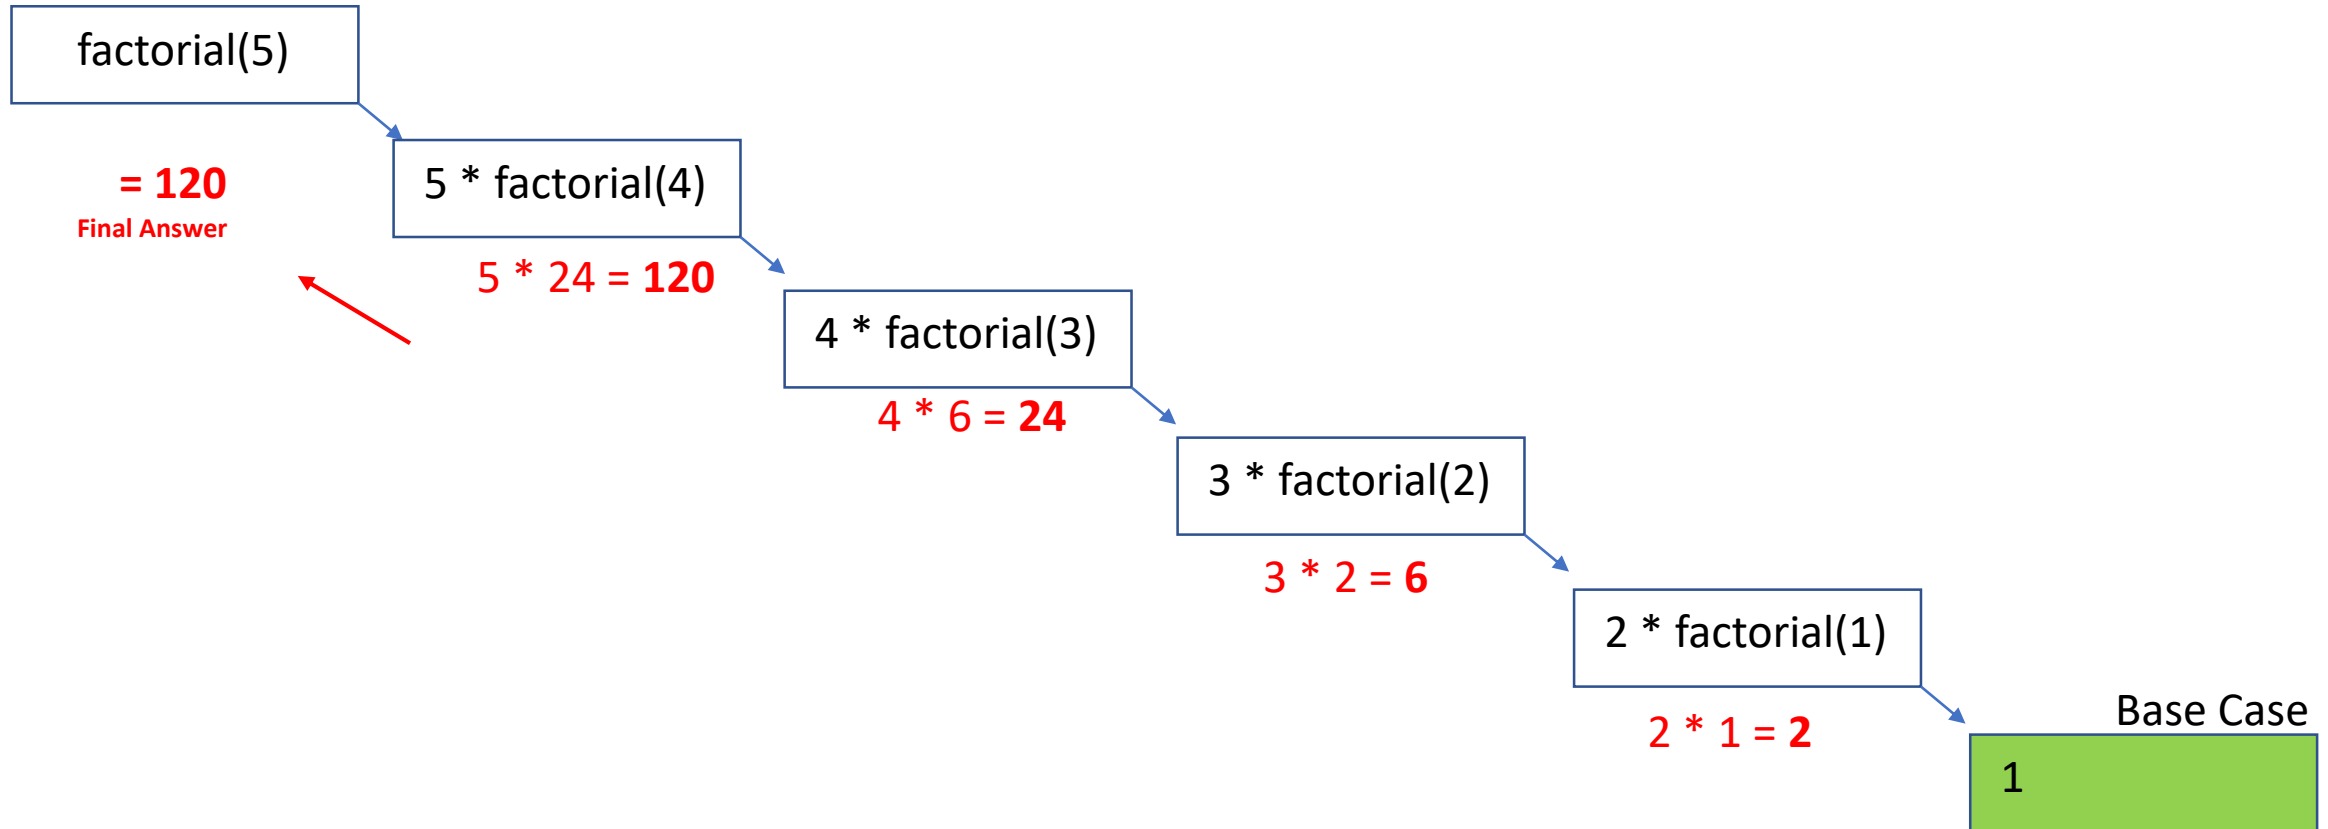 factorial(5)
= 120
Final Answer
5 * factorial(4)
5 * 24 = 120
4 * factorial(3)
4 * 6 = 24
3 * factorial(2)
3 * 2 = 6
2 * factorial(1)
2 * 1 = 2
Base Case
1